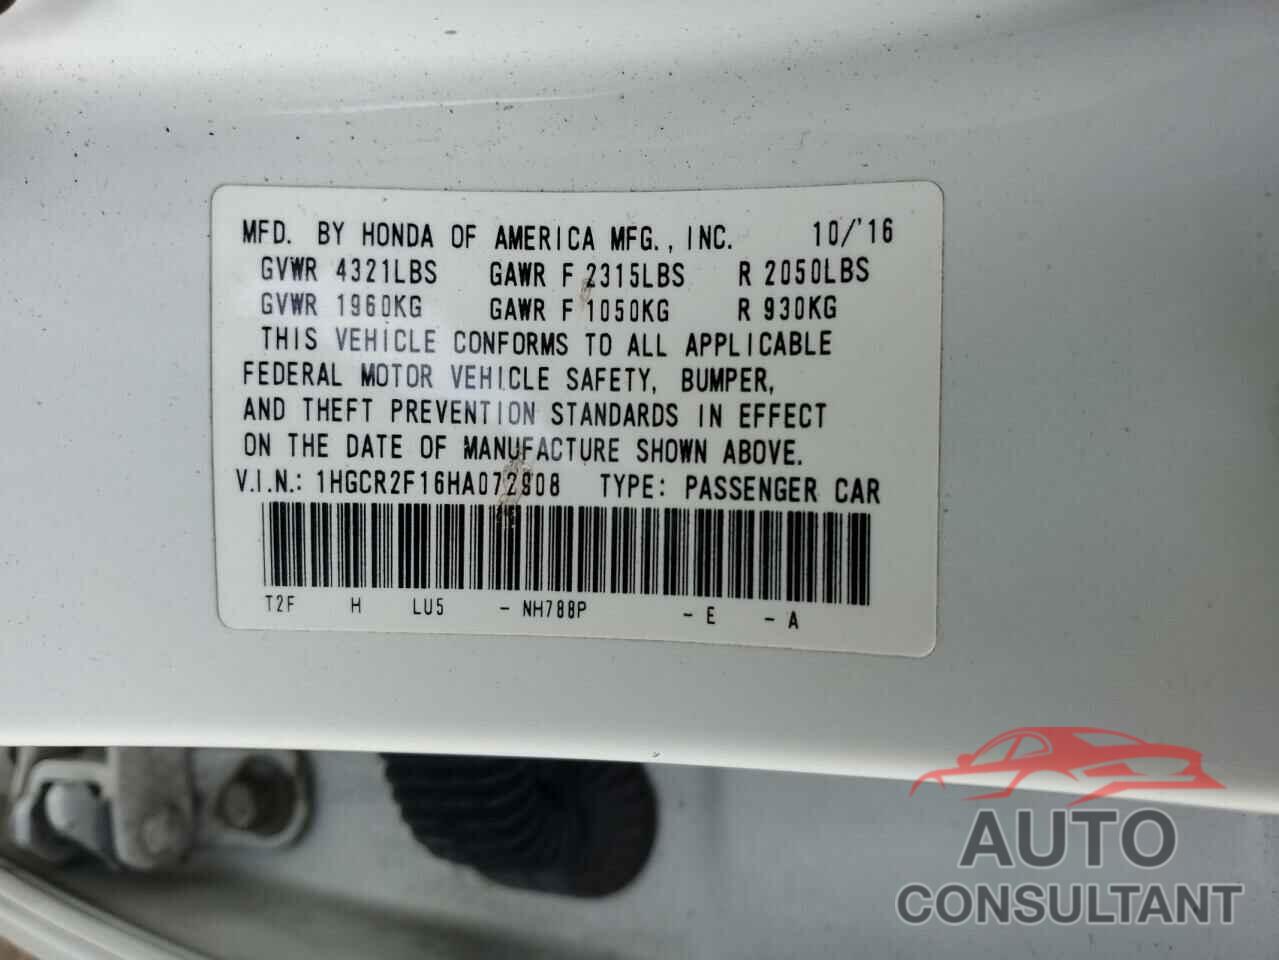 MFD. BY HONDA OF AMERICA MFG., INC. 10/'16
GVWR 4321LBS GAWR F 2315LBS R 2050LBS
GVWR 1960KG GAWR F 1050KG R 930KG
THIS VEHICLE CONFORMS TO ALL APPLICABLE
FEDERAL MOTOR VEHICLE SAFETY, BUMPER,
AND THEFT PREVENTION STANDARDS IN EFFECT
ON THE DATE OF MANUFACTURE SHOWN ABOVE.
V.I.N.: 1HGCR2F16HA072908 TYPE: PASSENGER CAR
T2F H LU5 - NH788P - E - A
AUTO
CONSULTANT